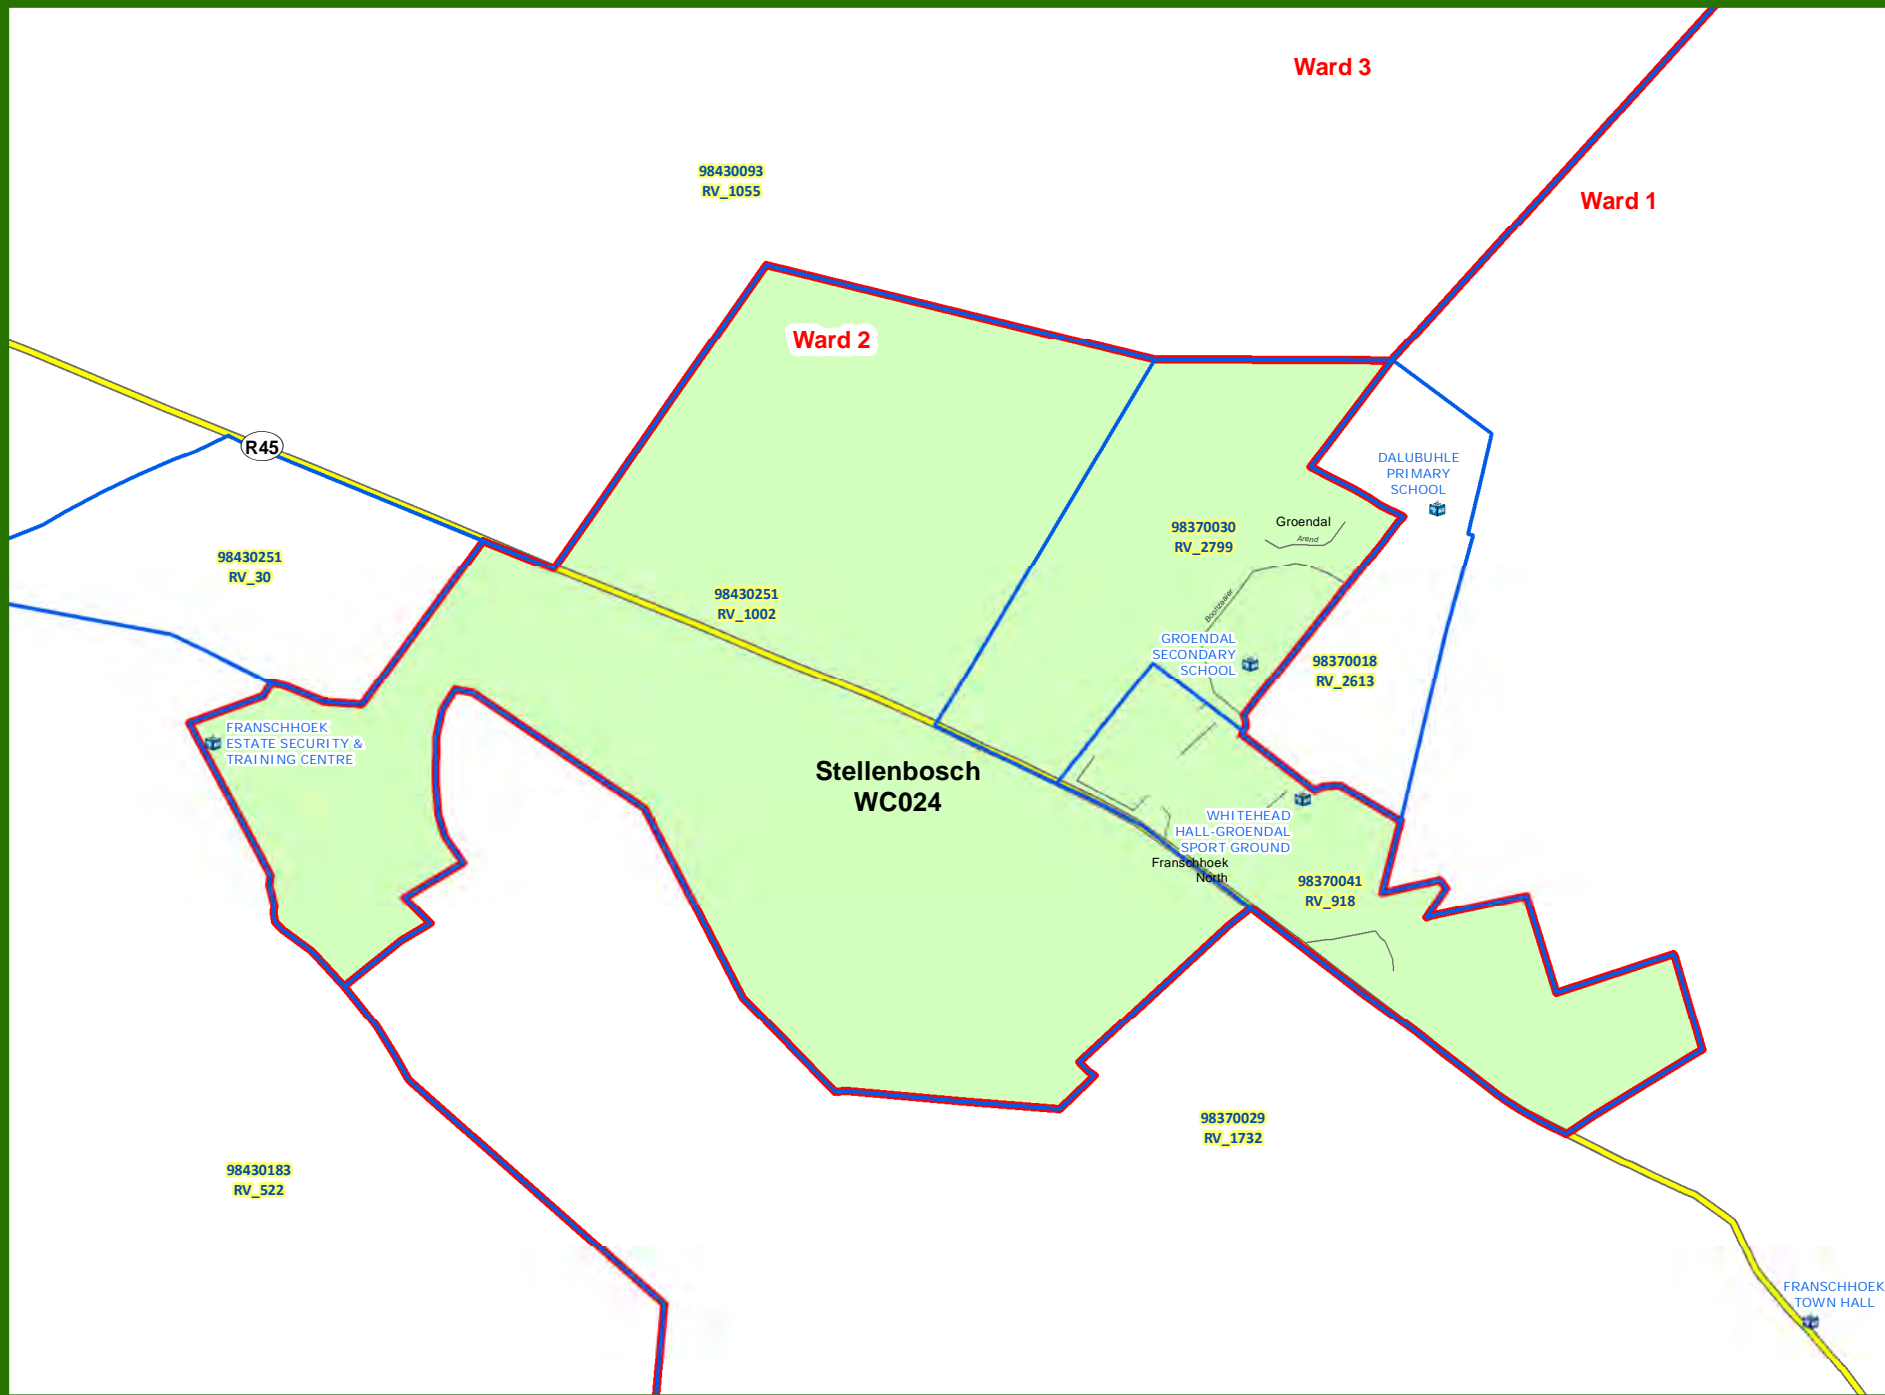 Ward 3
98430093
RV_1055
Ward 1
Ward 2
R45
DALUBUHLE
PRIMARY
SCHOOL
98370030
RV_2799
Groendal
Arend
98430251
RV_30
98430251
RV_1002
Boonzaaier
GROENDAL
SECONDARY
SCHOOL
98370018
RV_2613
FRANSCHHOEK
ESTATE SECURITY &
TRAINING CENTRE
Stellenbosch
WC024
WHITEHEAD
HALL-GROENDAL
SPORT GROUND
Franschhoek
North
98370041
RV_918
98370029
RV_1732
98430183
RV_522
FRANSCHHOEK
TOWN HALL